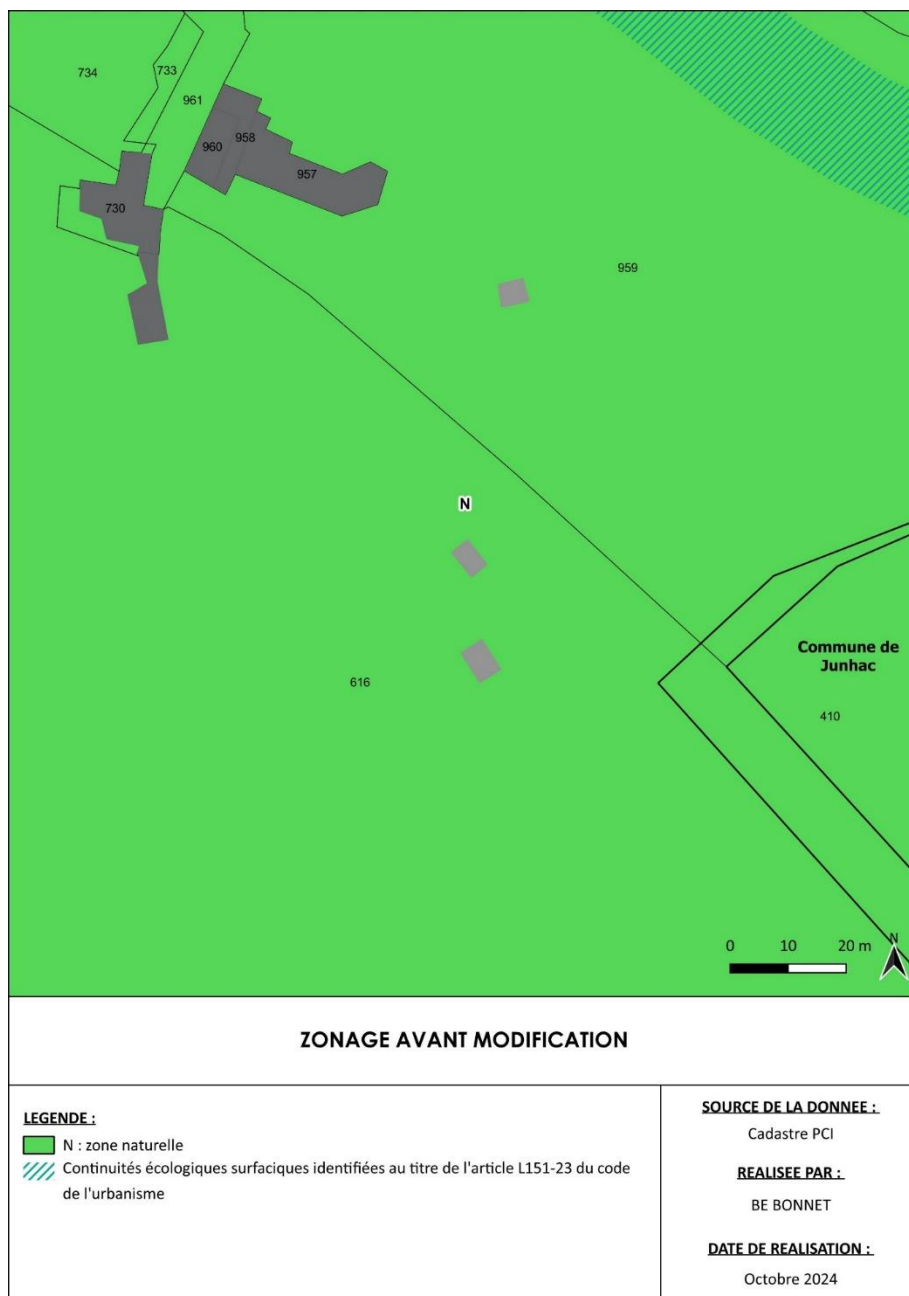 734
733
961
960
958
957
730
959
N
616
Commune de
Junhac
410
0 10 20 m
N
ZONAGE AVANT MODIFICATION
LEGENDE :
N : zone naturelle
Continuités écologiques surfaciques identifiées au titre de l'article L151-23 du code
de l'urbanisme
SOURCE DE LA DONNEE :
Cadastre PCI
REALISEE PAR :
BE BONNET
DATE DE REALISATION :
Octobre 2024